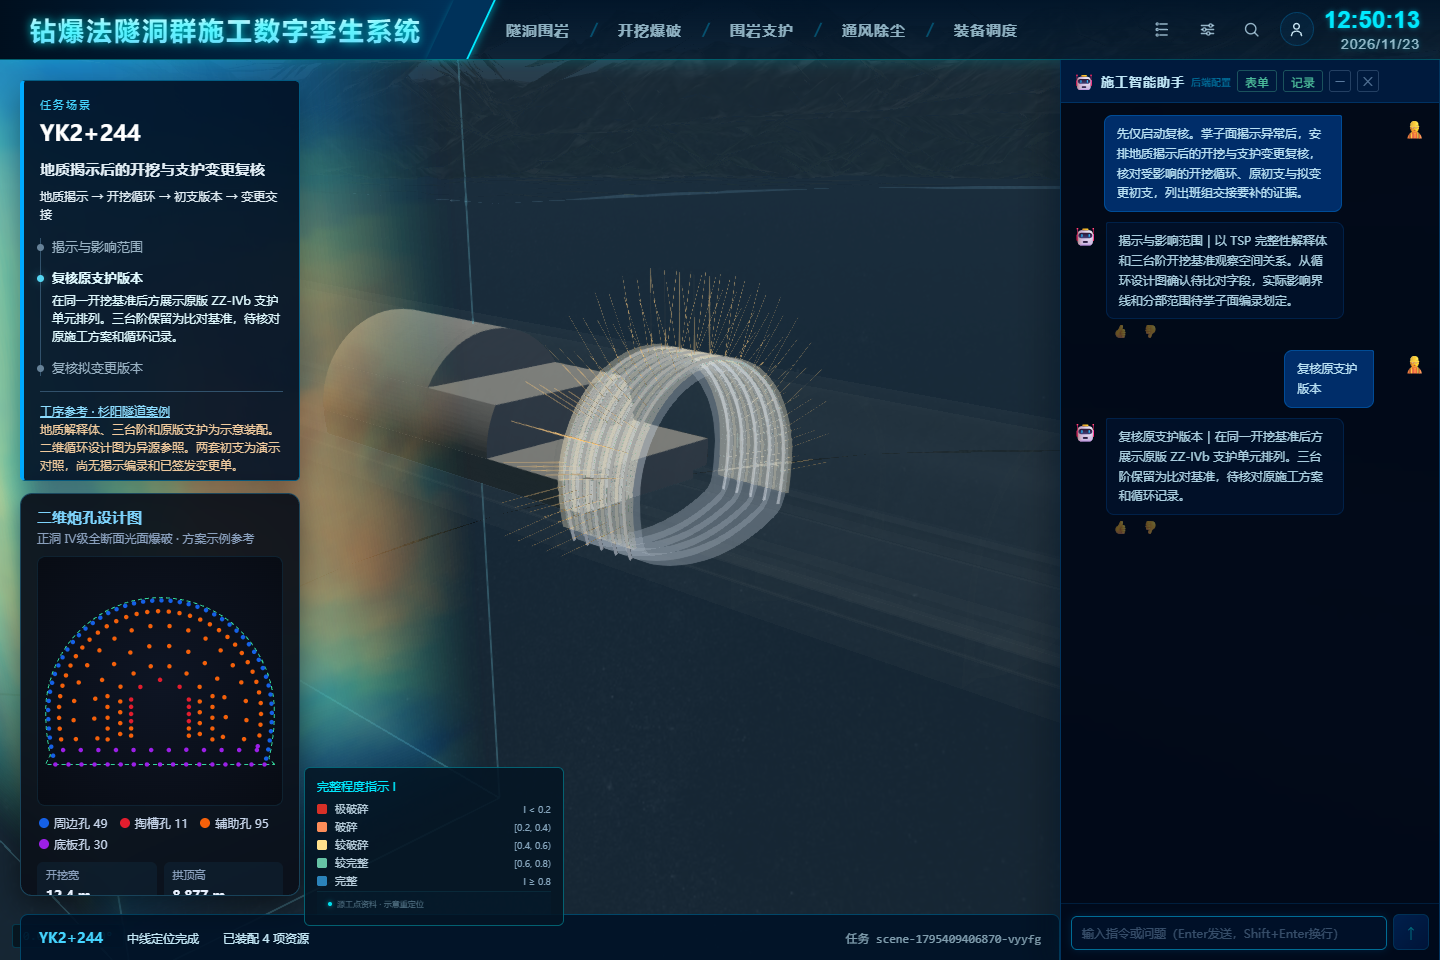 钻爆法隧洞群施工数字孪生系统
隧洞围岩 / 开挖爆破 / 围岩支护 / 通风除尘 / 装备调度
12:50:13
2026/11/23
任务场景
YK2+244
地质揭示后的开挖与支护变更复核
地质揭示 → 开挖循环 → 初支版本 → 变更交
接
揭示与影响范围
复核原支护版本
在同一开挖基准后方展示原版 ZZ-IVb 支护
单元排列。三台阶保留为比对基准，待核对
原施工方案和循环记录。
复核拟变更版本
工序参考 · 杉阳隧道案例
地质解释体、三台阶和原版支护为示意装配。
二维循环设计图为异源参照。两套初支为演示
对照，尚无揭示编录和已签发变更单。
二维炮孔设计图
正洞 IV级全断面光面爆破 · 方案示例参考
周边孔 49 掏槽孔 11 辅助孔 95
底板孔 30
开挖宽 拱顶高
12.4 m 8.877 m
完整程度指示 I
极破碎 I < 0.2
破碎 [0.2, 0.4)
较破碎 [0.4, 0.6)
较完整 [0.6, 0.8)
完整 I ≥ 0.8
源工点资料 · 示意重定位
YK2+244 中线定位完成 已装配 4 项资源
任务 scene-1795409406870-vyyfg
施工智能助手 后端配置 表单 记录
先仅启动复核。掌子面揭示异常后，安
排地质揭示后的开挖与支护变更复核，
核对受影响的开挖循环、原初支与拟变
更初支，列出班组交接要补的证据。
揭示与影响范围 | 以 TSP 完整性解释体
和三台阶开挖基准观察空间关系。从循
环设计图确认待比对字段，实际影响界
线和分部范围待掌子面编录划定。
复核原支护
版本
复核原支护版本 | 在同一开挖基准后方
展示原版 ZZ-IVb 支护单元排列。三台
阶保留为比对基准，待核对原施工方案
和循环记录。
输入指令或问题（Enter发送，Shift+Enter换行）